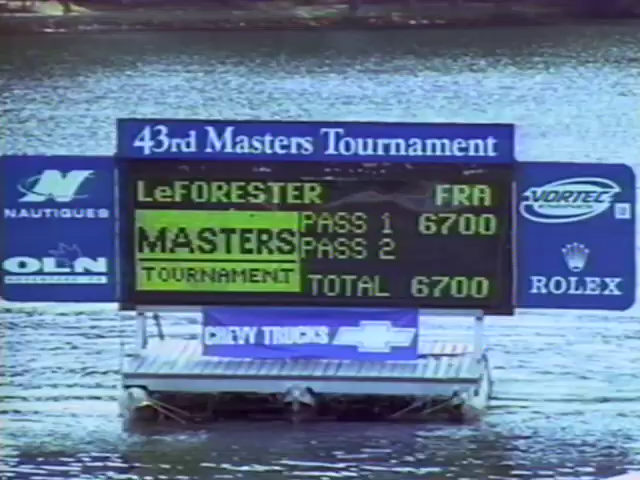 43rd Masters Tournament
LeFORESTER FRA
MASTERS
TOURNAMENT
PASS 1 6700
PASS 2
TOTAL 6700
NAUTIQUES
OLN
VORTEC
ROLEX
CHEVY TRUCKS